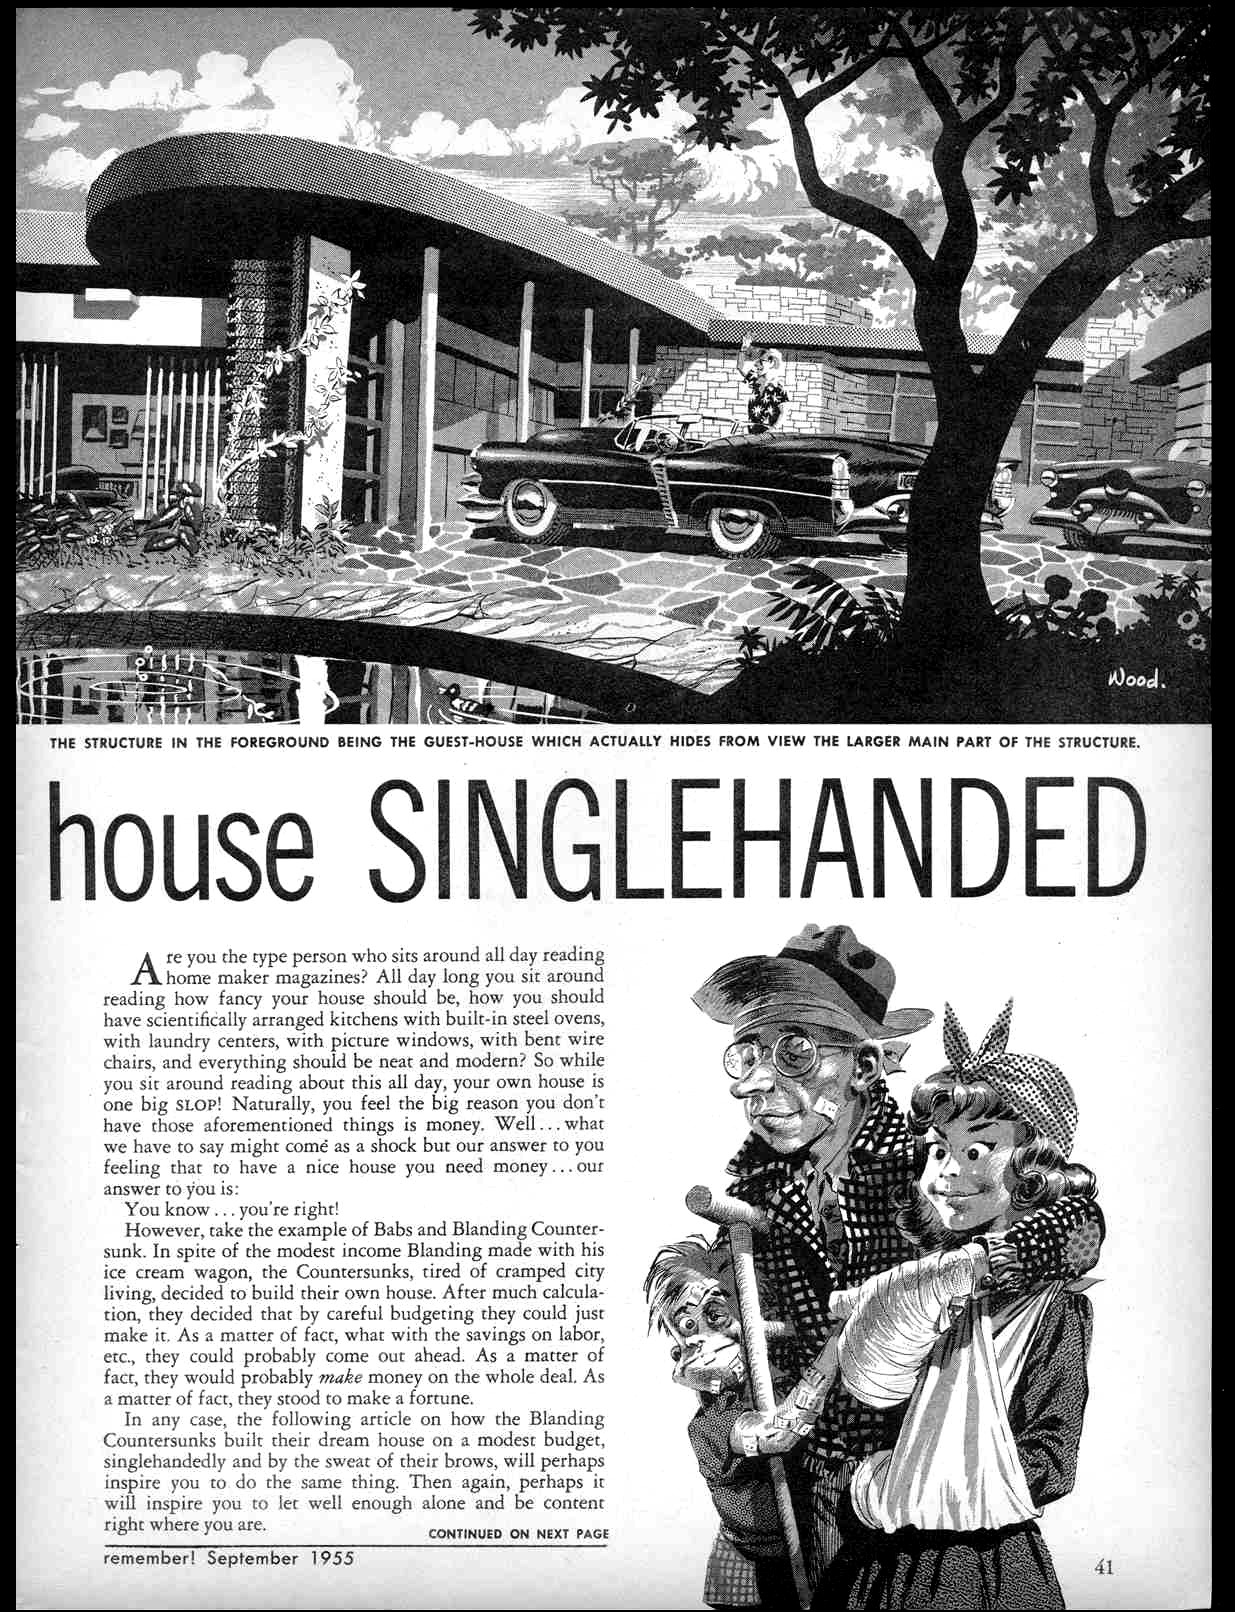 Wood.
THE STRUCTURE IN THE FOREGROUND BEING THE GUEST-HOUSE WHICH ACTUALLY HIDES FROM VIEW THE LARGER MAIN PART OF THE STRUCTURE.
house SINGLEHANDED
Are you the type person who sits around all day reading
home maker magazines? All day long you sit around
reading how fancy your house should be, how you should
have scientifically arranged kitchens with built-in steel ovens,
with laundry centers, with picture windows, with bent wire
chairs, and everything should be neat and modern? So while
you sit around reading about this all day, your own house is
one big SLOP! Naturally, you feel the big reason you don't
have those aforementioned things is money. Well... what
we have to say might come as a shock but our answer to you
feeling that to have a nice house you need money... our
answer to you is:
You know... you're right!
However, take the example of Babs and Blanding Counter-
sunk. In spite of the modest income Blanding made with his
ice cream wagon, the Countersunks, tired of cramped city
living, decided to build their own house. After much calcula-
tion, they decided that by careful budgeting they could just
make it. As a matter of fact, what with the savings on labor,
etc., they could probably come out ahead. As a matter of
fact, they would probably make money on the whole deal. As
a matter of fact, they stood to make a fortune.
In any case, the following article on how the Blanding
Countersunks built their dream house on a modest budget,
singlehandedly and by the sweat of their brows, will perhaps
inspire you to do the same thing. Then again, perhaps it
will inspire you to let well enough alone and be content
right where you are.
CONTINUED ON NEXT PAGE
remember! September 1955
41